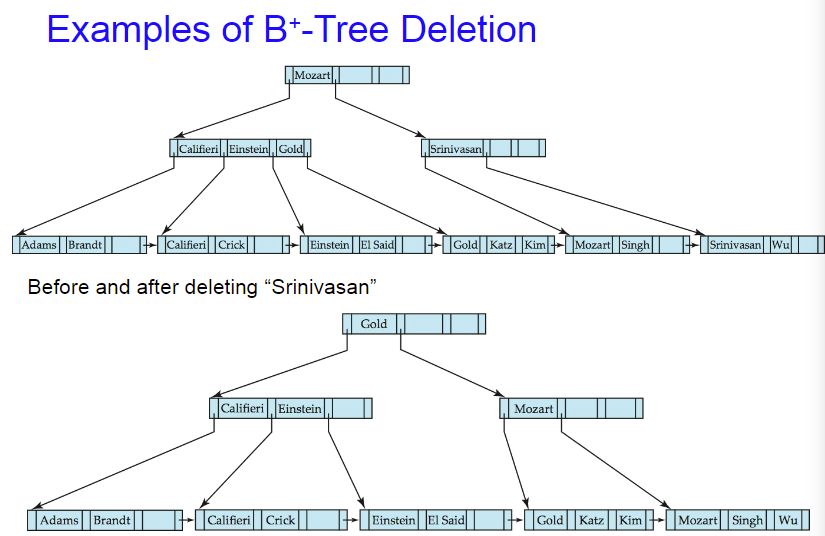 Examples of B⁺-Tree Deletion
Mozart
Califieri Einstein Gold Srinivasan
Adams Brandt Califieri Crick Einstein El Said Gold Katz Kim Mozart Singh Srinivasan Wu
Before and after deleting “Srinivasan”
Gold
Califieri Einstein Mozart
Adams Brandt Califieri Crick Einstein El Said Gold Katz Kim Mozart Singh Wu